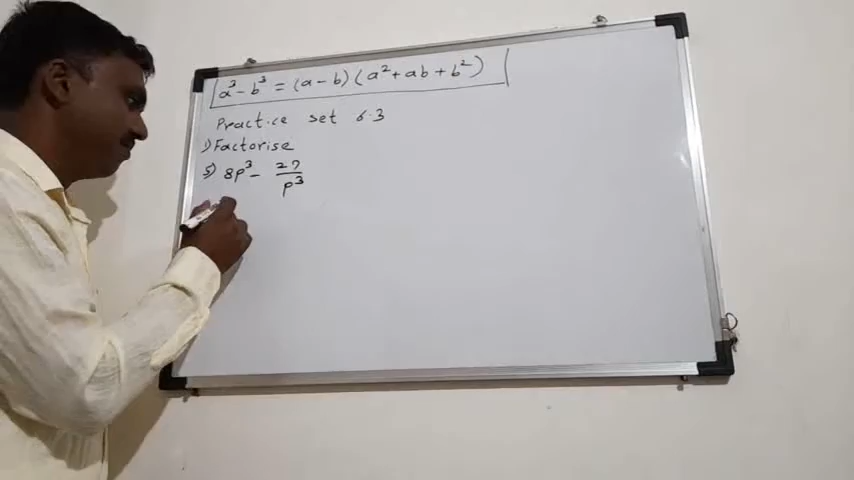 a³ - b³ = (a - b) (a² + ab + b²)
Practice set 6.3
1) Factorise
5) 8p³ - 27/p³